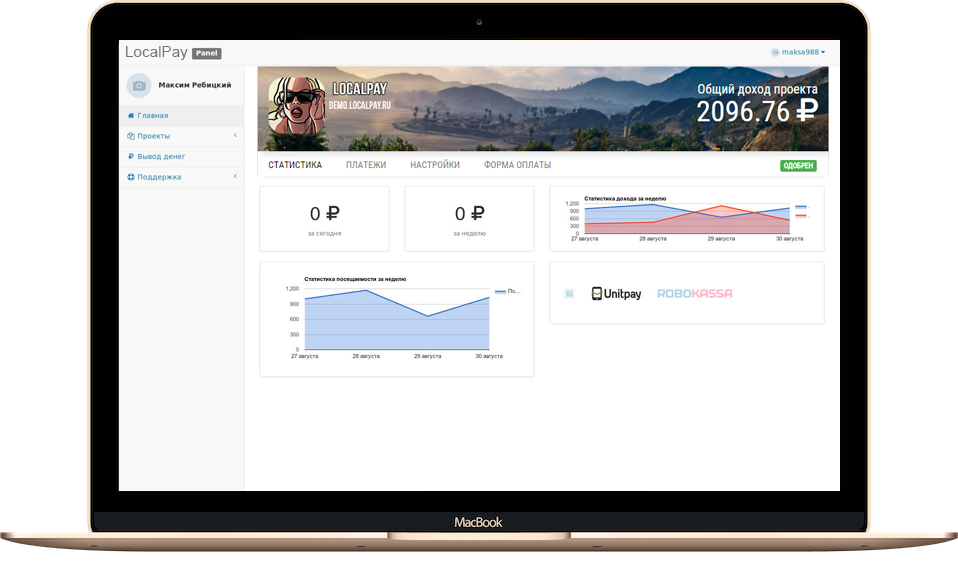 LocalPay Panel
maksa988
Максим Ребицкий
Главная
Проекты
Вывод денег
Поддержка
LOCALPAY
DEMO.LOCALPAY.RU
Общий доход проекта
2096.76 ₽
СТАТИСТИКА ПЛАТЕЖИ НАСТРОЙКИ ФОРМА ОПЛАТЫ ОДОБРЕН
0 ₽
за сегодня
0 ₽
за неделю
Статистика дохода за неделю
1,200
900
600
300
0
27 августа 28 августа 29 августа 30 августа
Статистика посещаемости за неделю
1,200
900
600
300
0
По...
27 августа 28 августа 29 августа 30 августа
Unitpay ROBOKASSA
MacBook